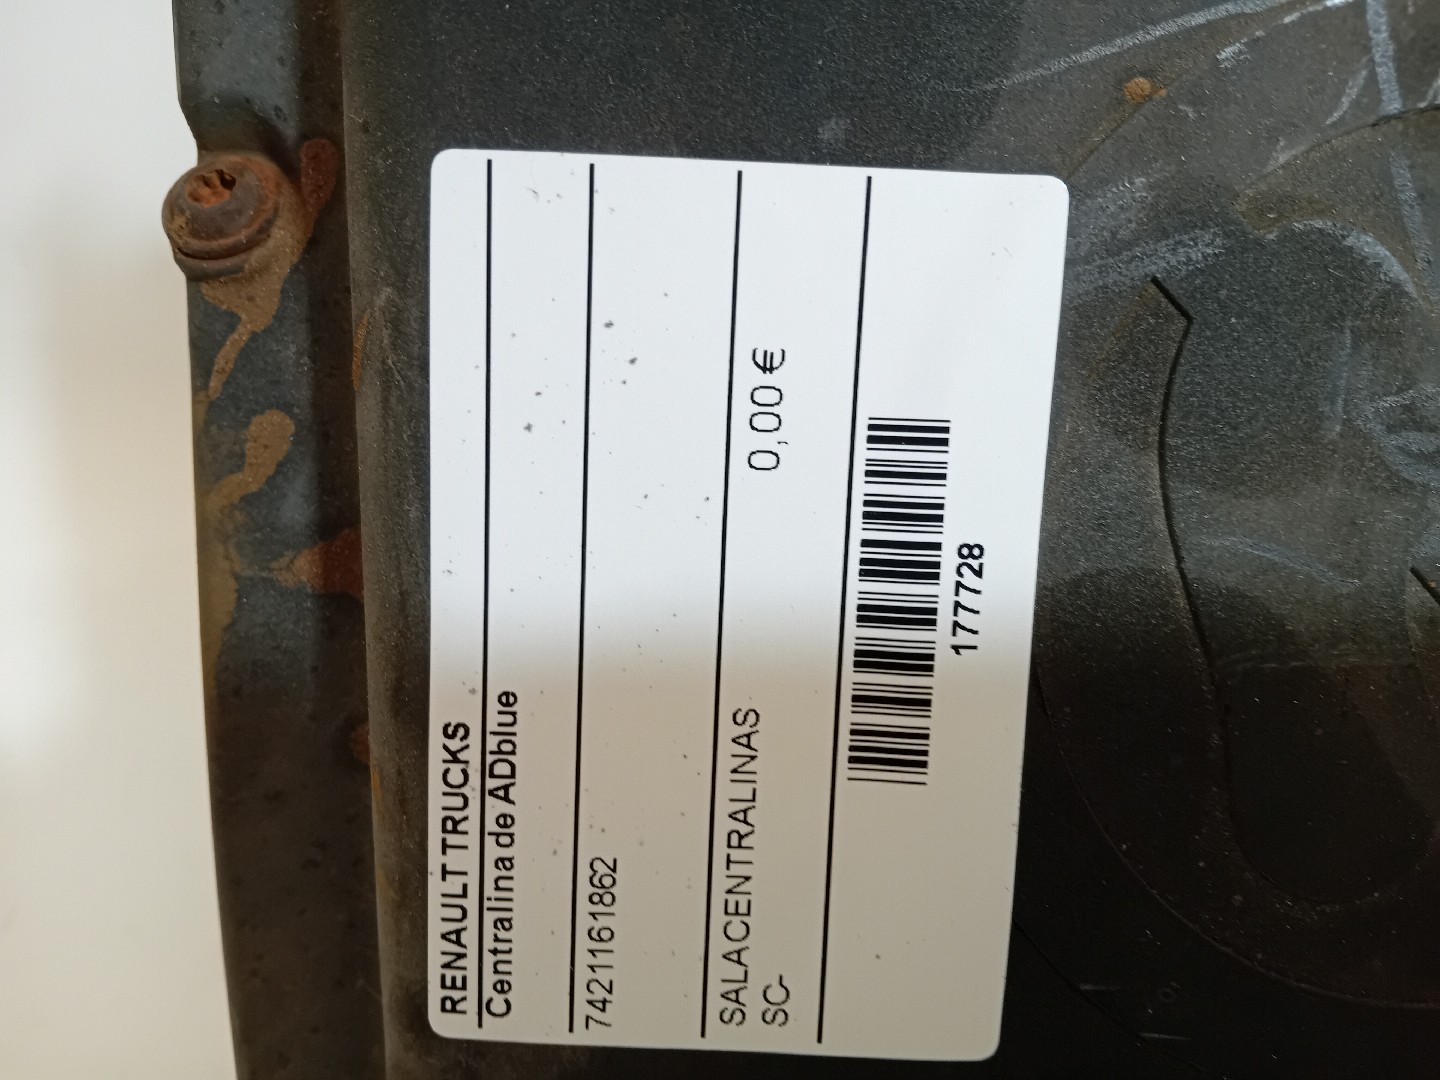 RENAULT TRUCKS
Centralina de ADblue
7421161862
SALACENTRALINAS
SC-
0,00 €
177728